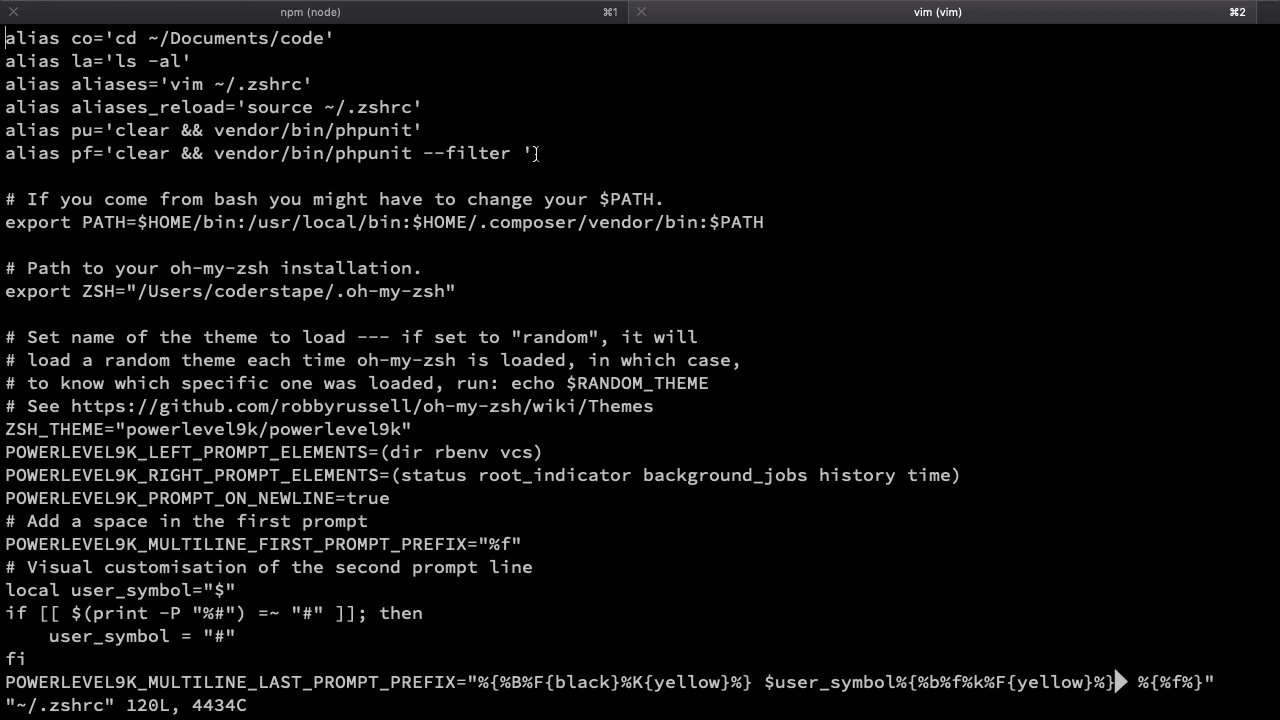 npm (node) ⌘1 vim (vim) ⌘2
alias co='cd ~/Documents/code'
alias la='ls -al'
alias aliases='vim ~/.zshrc'
alias aliases_reload='source ~/.zshrc'
alias pu='clear && vendor/bin/phpunit'
alias pf='clear && vendor/bin/phpunit --filter '
# If you come from bash you might have to change your $PATH.
export PATH=$HOME/bin:/usr/local/bin:$HOME/.composer/vendor/bin:$PATH
# Path to your oh-my-zsh installation.
export ZSH="/Users/coderstape/.oh-my-zsh"
# Set name of the theme to load --- if set to "random", it will
# load a random theme each time oh-my-zsh is loaded, in which case,
# to know which specific one was loaded, run: echo $RANDOM_THEME
# See https://github.com/robbyrussell/oh-my-zsh/wiki/Themes
ZSH_THEME="powerlevel9k/powerlevel9k"
POWERLEVEL9K_LEFT_PROMPT_ELEMENTS=(dir rbenv vcs)
POWERLEVEL9K_RIGHT_PROMPT_ELEMENTS=(status root_indicator background_jobs history time)
POWERLEVEL9K_PROMPT_ON_NEWLINE=true
# Add a space in the first prompt
POWERLEVEL9K_MULTILINE_FIRST_PROMPT_PREFIX="%f"
# Visual customisation of the second prompt line
local user_symbol="$"
if [[ $(print -P "%#") =~ "#" ]]; then
    user_symbol = "#"
fi
POWERLEVEL9K_MULTILINE_LAST_PROMPT_PREFIX="%{%B%F{black}%K{yellow}%} $user_symbol%{%b%f%k%F{yellow}%} %{%f%}"
"~/.zshrc" 120L, 4434C